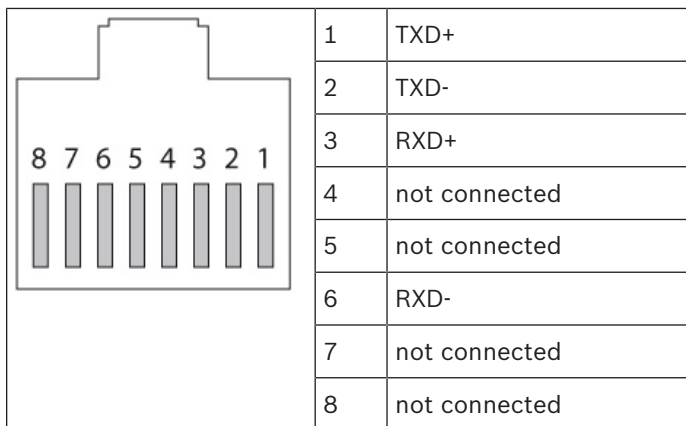 8 7 6 5 4 3 2 1
1 TXD+
2 TXD-
3 RXD+
4 not connected
5 not connected
6 RXD-
7 not connected
8 not connected